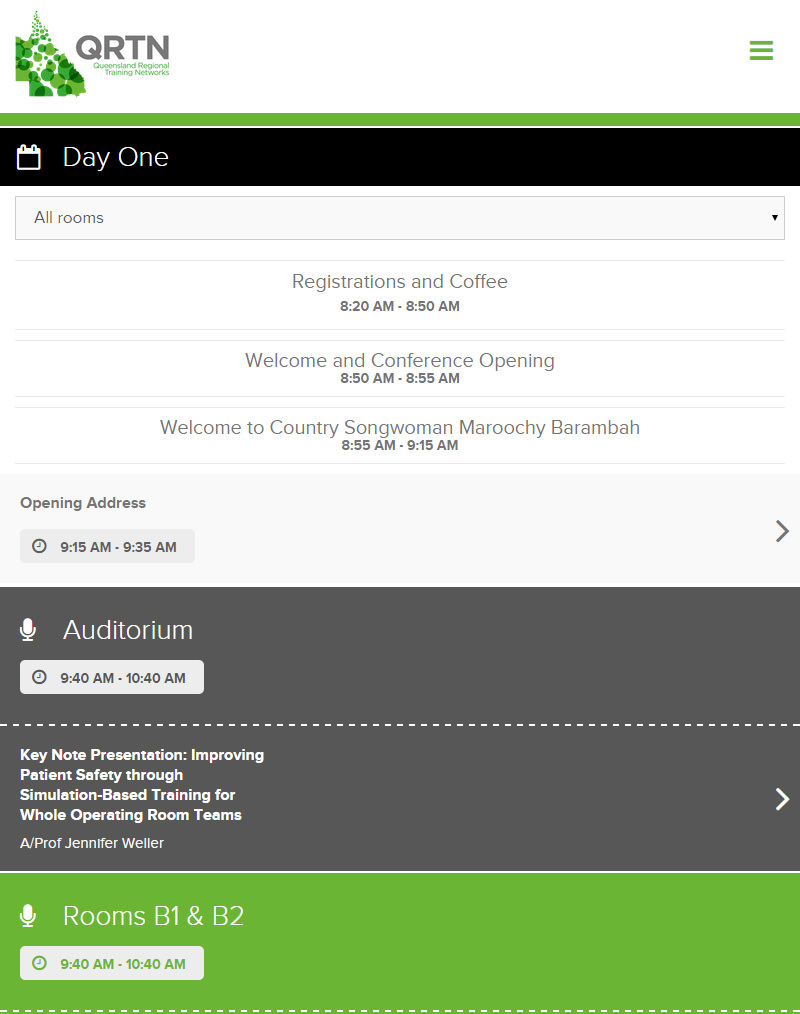 QRTN
Queensland Regional
Training Networks
Day One
All rooms
Registrations and Coffee
8:20 AM - 8:50 AM
Welcome and Conference Opening
8:50 AM - 8:55 AM
Welcome to Country Songwoman Maroochy Barambah
8:55 AM - 9:15 AM
Opening Address
9:15 AM - 9:35 AM
Auditorium
9:40 AM - 10:40 AM
Key Note Presentation: Improving
Patient Safety through
Simulation-Based Training for
Whole Operating Room Teams
A/Prof Jennifer Weller
Rooms B1 & B2
9:40 AM - 10:40 AM